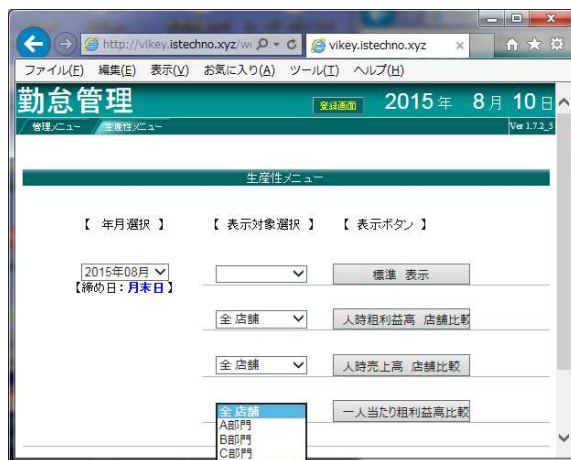 http://vikey.istechno.xyz/w
vikey.istechno.xyz
ファイル(F) 編集(E) 表示(V) お気に入り(A) ツール(T) ヘルプ(H)
勤怠管理 登録画面 2015年 8月 10日
管理メニュー 生産性メニュー Ver 1.7.2_5
生産性メニュー
【 年月選択 】 【 表示対象選択 】 【 表示ボタン 】
2015年08月 標準 表示
【締め日：月末日】
全店舗 人時粗利益高 店舗比較
全店舗 人時売上高 店舗比較
全店舗 一人当たり粗利益高比較
A部門
B部門
C部門